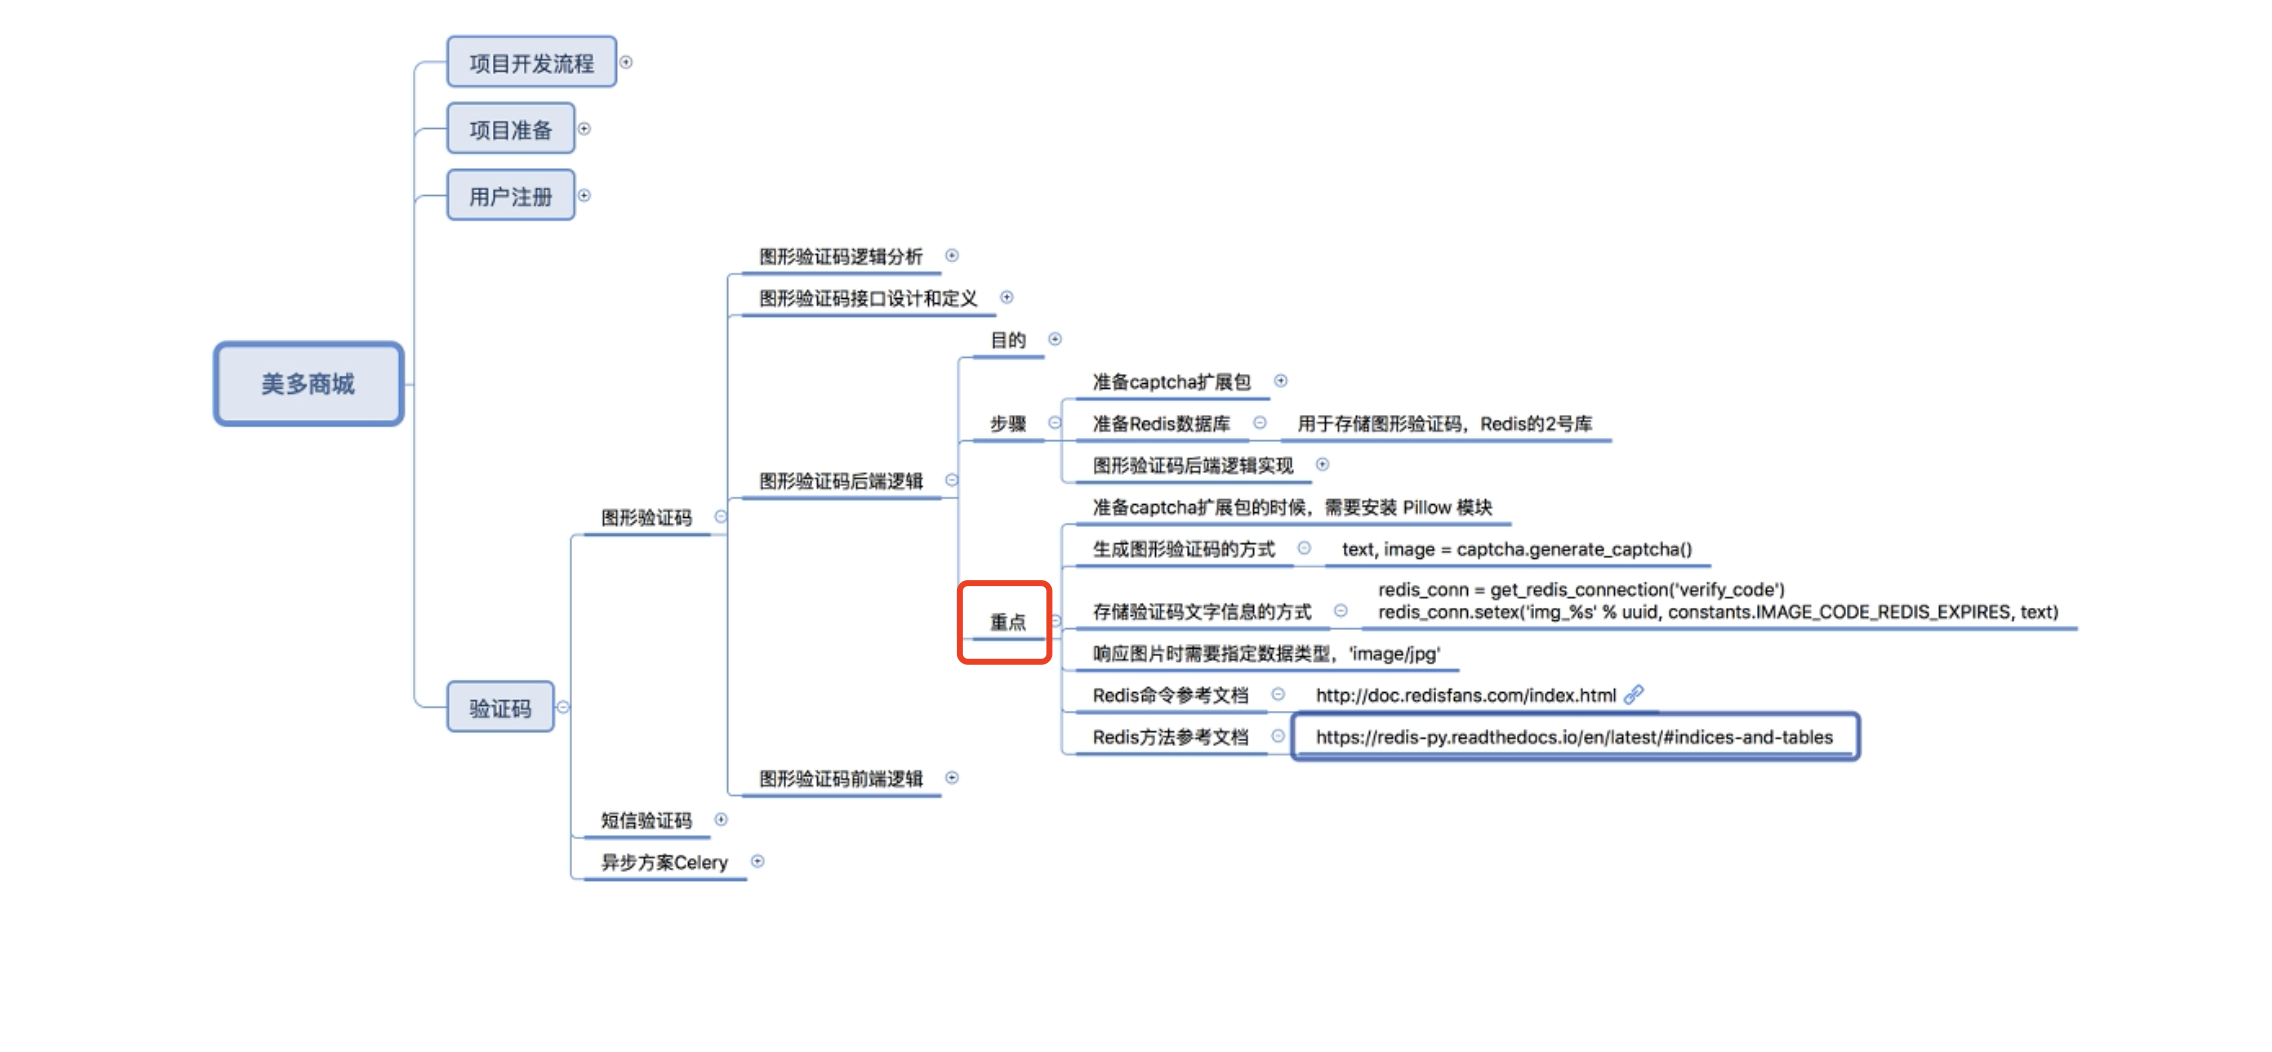 项目开发流程
项目准备
用户注册
图形验证码逻辑分析
图形验证码接口设计和定义
目的
美多商城
准备captcha扩展包
步骤
准备Redis数据库
用于存储图形验证码，Redis的2号库
图形验证码后端逻辑实现
图形验证码后端逻辑
准备captcha扩展包的时候，需要安装 Pillow 模块
图形验证码
生成图形验证码的方式
text, image = captcha.generate_captcha()
redis_conn = get_redis_connection('verify_code')
重点
存储验证码文字信息的方式
redis_conn.setex('img_%s' % uuid, constants.IMAGE_CODE_REDIS_EXPIRES, text)
响应图片时需要指定数据类型，'image/jpg'
Redis命令参考文档
http://doc.redisfans.com/index.html
验证码
Redis方法参考文档
https://redis-py.readthedocs.io/en/latest/#indices-and-tables
图形验证码前端逻辑
短信验证码
异步方案Celery